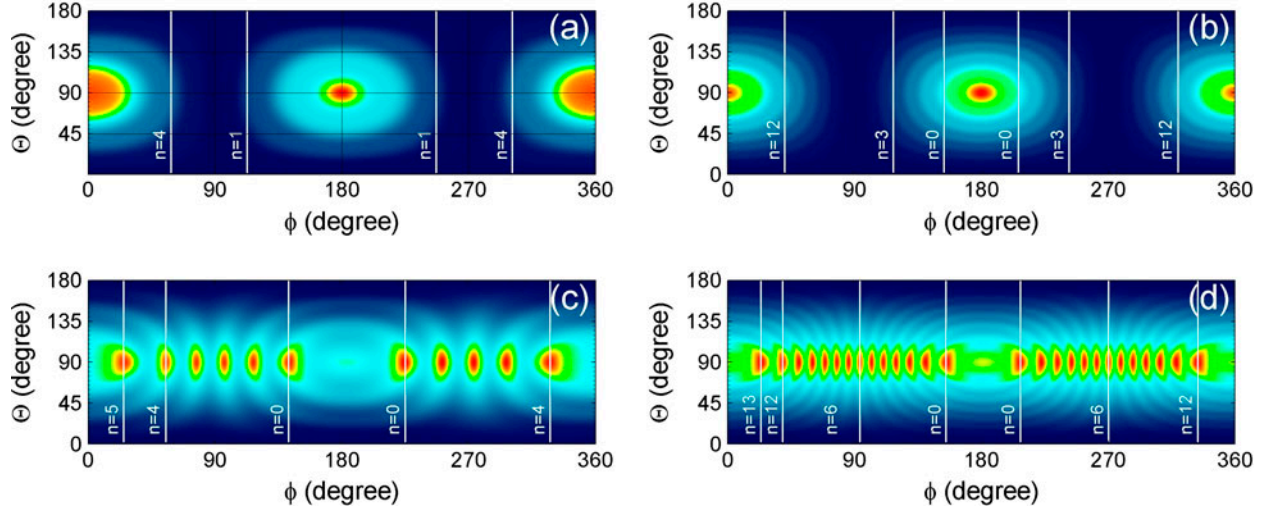 (a)
180
135
90
45
0
Θ (degree)
n=4
n=1
n=1
n=4
0
90
180
270
360
ϕ (degree)
(b)
180
135
90
45
0
Θ (degree)
n=12
n=3
n=0
n=0
n=3
n=12
0
90
180
270
360
ϕ (degree)
(c)
180
135
90
45
0
Θ (degree)
n=5
n=4
n=0
n=0
n=4
0
90
180
270
360
ϕ (degree)
(d)
180
135
90
45
0
Θ (degree)
n=13
n=12
n=6
n=0
n=0
n=6
n=12
0
90
180
270
360
ϕ (degree)